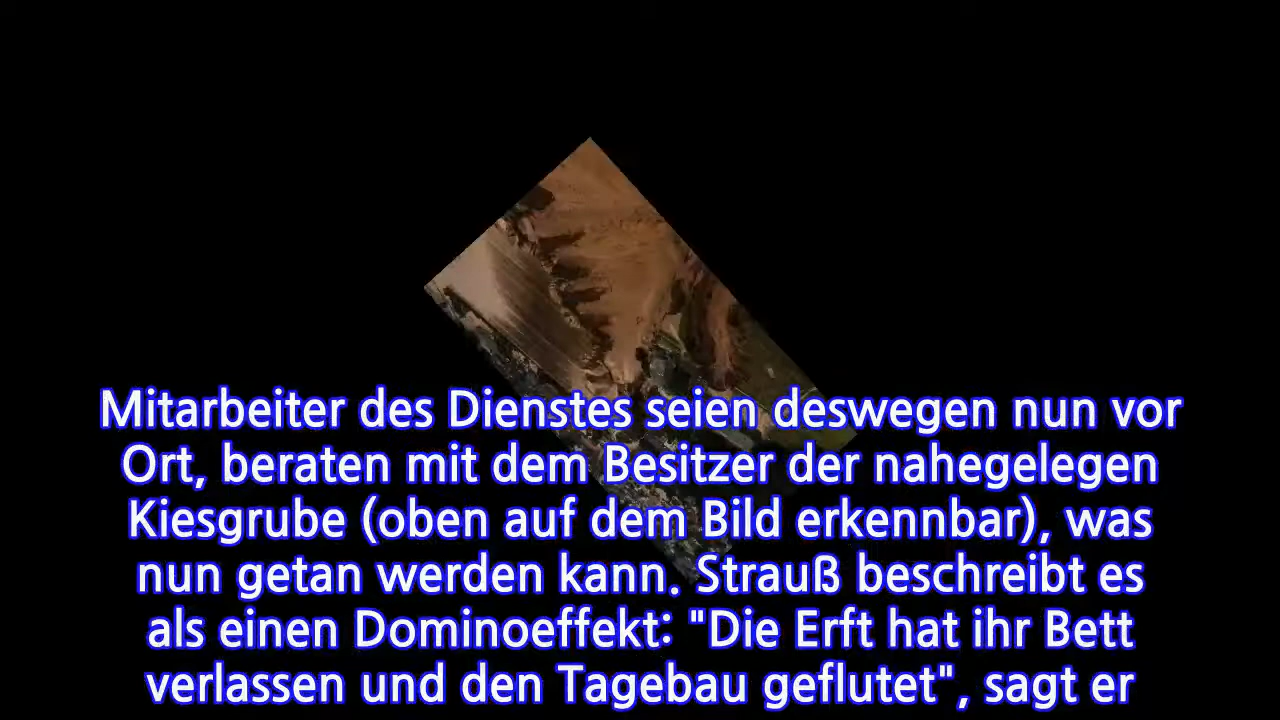 Mitarbeiter des Dienstes seien deswegen nun vor
Ort, beraten mit dem Besitzer der nahegelegen
Kiesgrube (oben auf dem Bild erkennbar), was
nun getan werden kann. Strauß beschreibt es
als einen Dominoeffekt: "Die Erft hat ihr Bett
verlassen und den Tagebau geflutet", sagt er